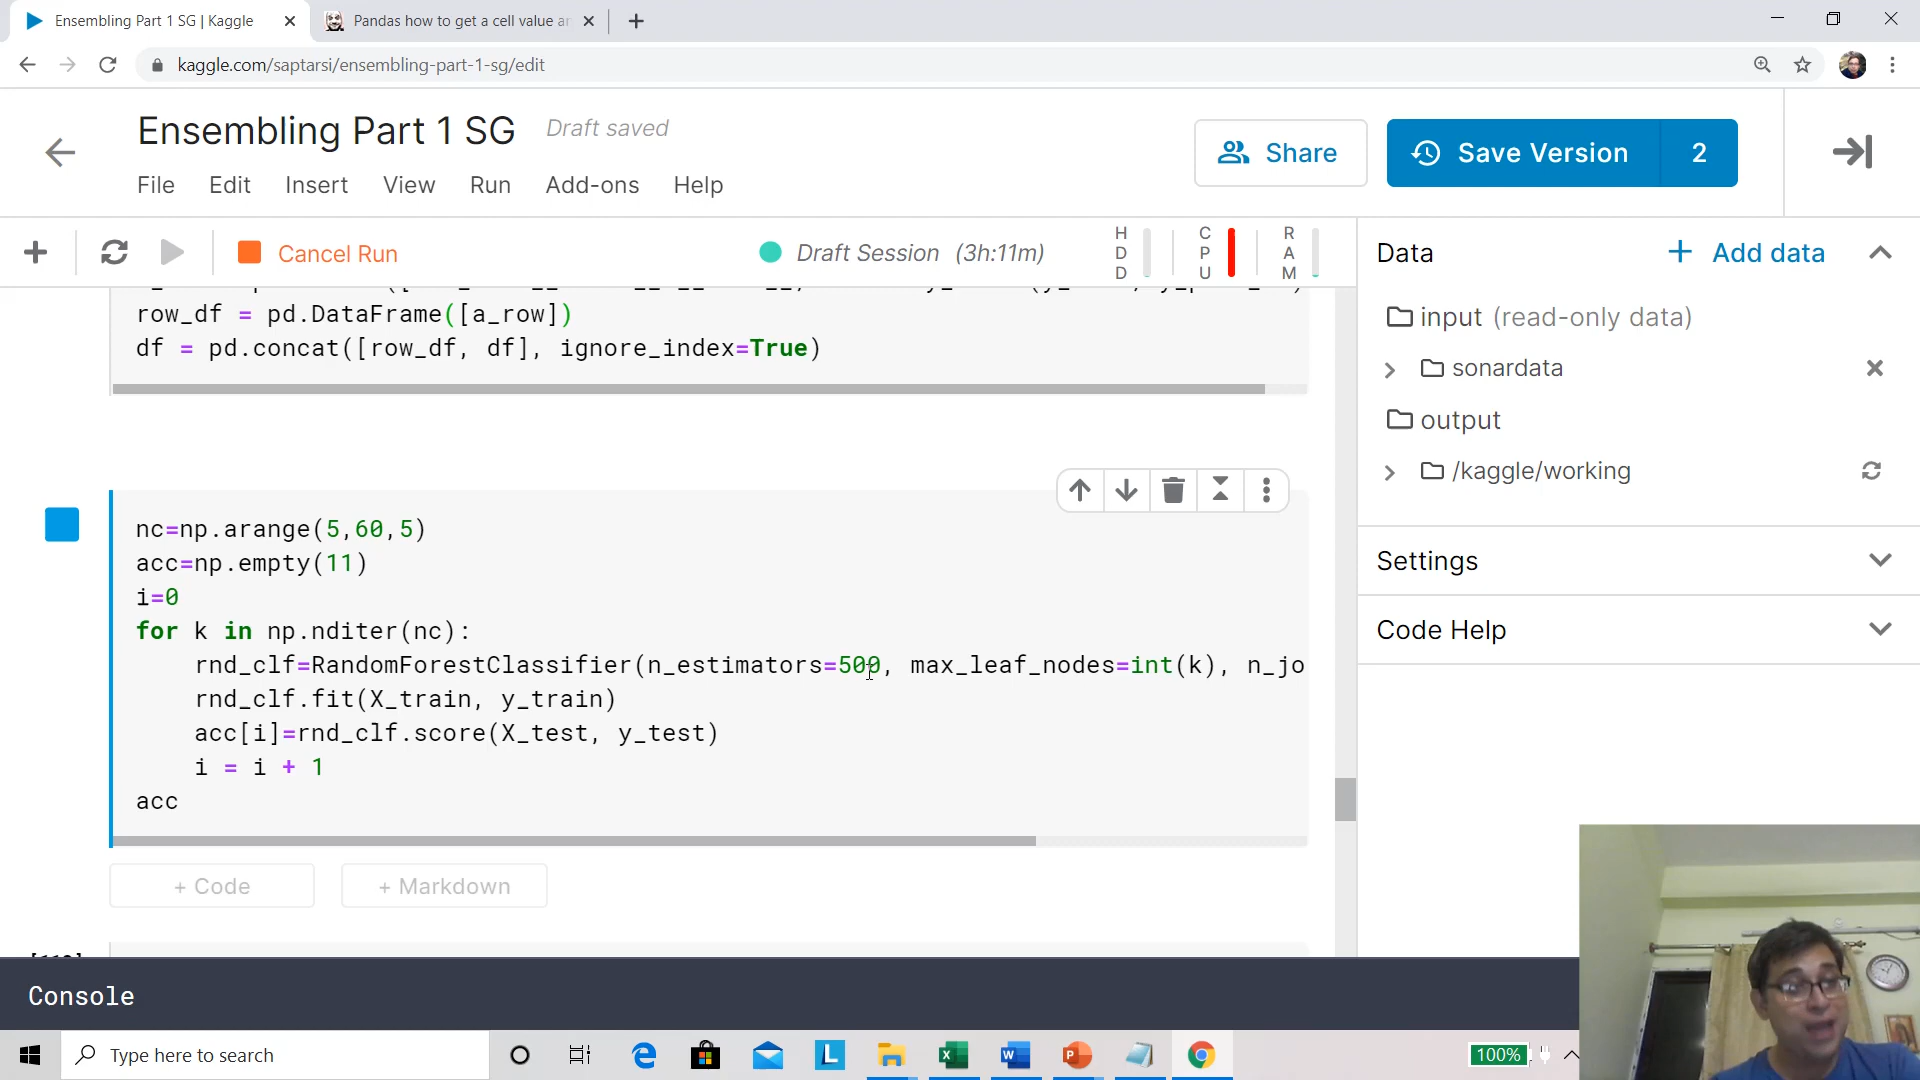 Ensembling Part 1 SG | Kaggle
Pandas how to get a cell value an
kaggle.com/saptarsi/ensembling-part-1-sg/edit
Ensembling Part 1 SG
Draft saved
File Edit Insert View Run Add-ons Help
Share
Save Version 2
Cancel Run
Draft Session (3h:11m)
HDD
CPU
RAM
row_df = pd.DataFrame([a_row])
df = pd.concat([row_df, df], ignore_index=True)
nc=np.arange(5,60,5)
acc=np.empty(11)
i=0
for k in np.nditer(nc):
rnd_clf=RandomForestClassifier(n_estimators=500, max_leaf_nodes=int(k), n_jo
rnd_clf.fit(X_train, y_train)
acc[i]=rnd_clf.score(X_test, y_test)
i = i + 1
acc
+ Code
+ Markdown
Console
Data
+ Add data
input (read-only data)
sonardata
output
/kaggle/working
Settings
Code Help
Type here to search
100%